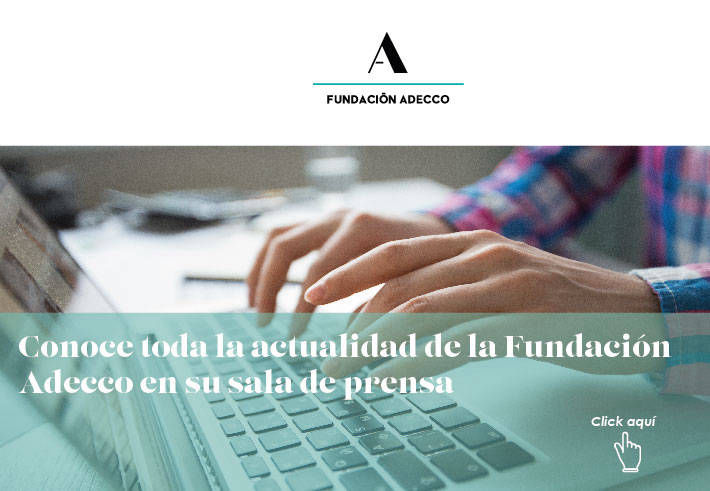 A
FUNDACIÓN ADECCO
Conoce toda la actualidad de la Fundación
Adecco en su sala de prensa
Click aquí